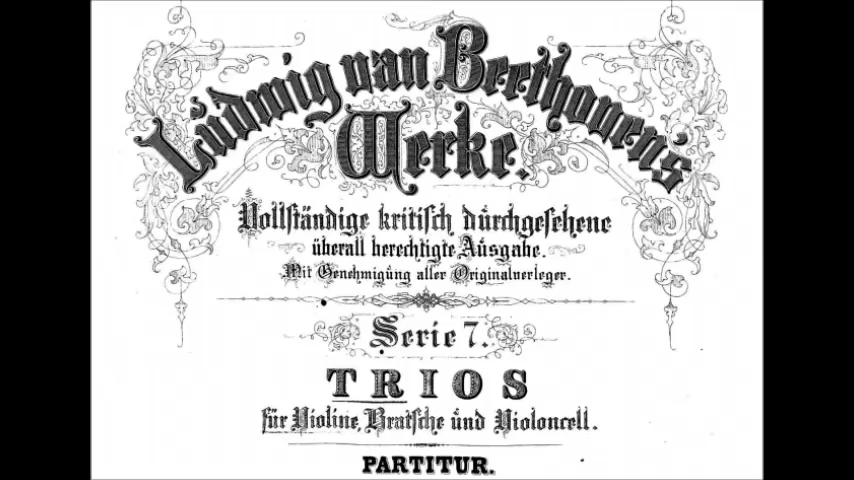 Ludwig van Beethoven's
Werke.
Vollständige kritisch durchgesehene
überall berechtigte Ausgabe.
Mit Genehmigung aller Originalverleger.
Serie 7.
TRIOS
für Violine, Bratsche und Violoncell.
PARTITUR.